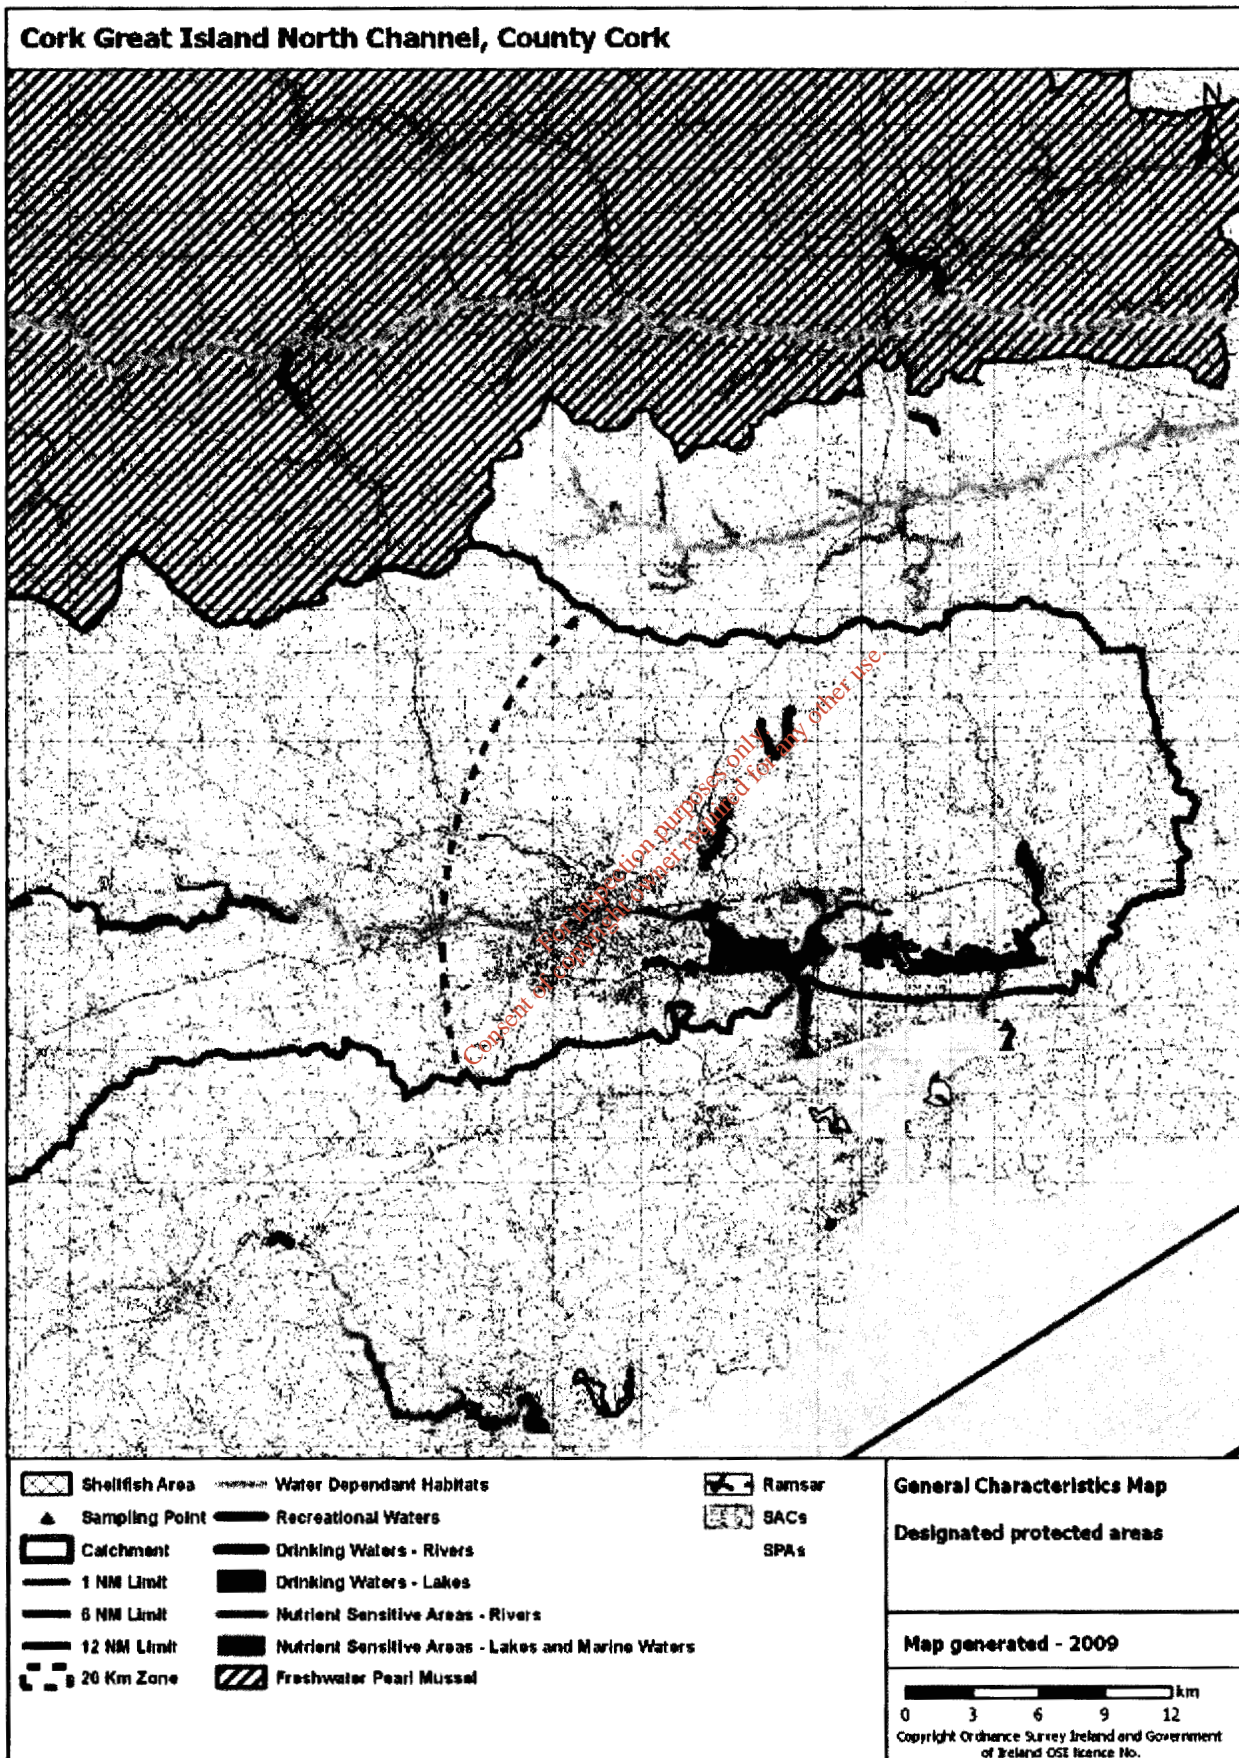 Cork Great Island North Channel, County Cork
N
For inspection purposes only.
Consent of copyright owner required for any other use.
Shellfish Area
Sampling Point
Catchment
1 NM Limit
6 NM Limit
12 NM Limit
20 Km Zone
Water Dependant Habitats
Recreational Waters
Drinking Waters - Rivers
Drinking Waters - Lakes
Nutrient Sensitive Areas - Rivers
Nutrient Sensitive Areas - Lakes and Marine Waters
Freshwater Pearl Mussel
Ramsar
SACs
SPAs
General Characteristics Map
Designated protected areas
Map generated - 2009
km
0 3 6 9 12
Copyright Ordnance Survey Ireland and Government
of Ireland OSI licence No.